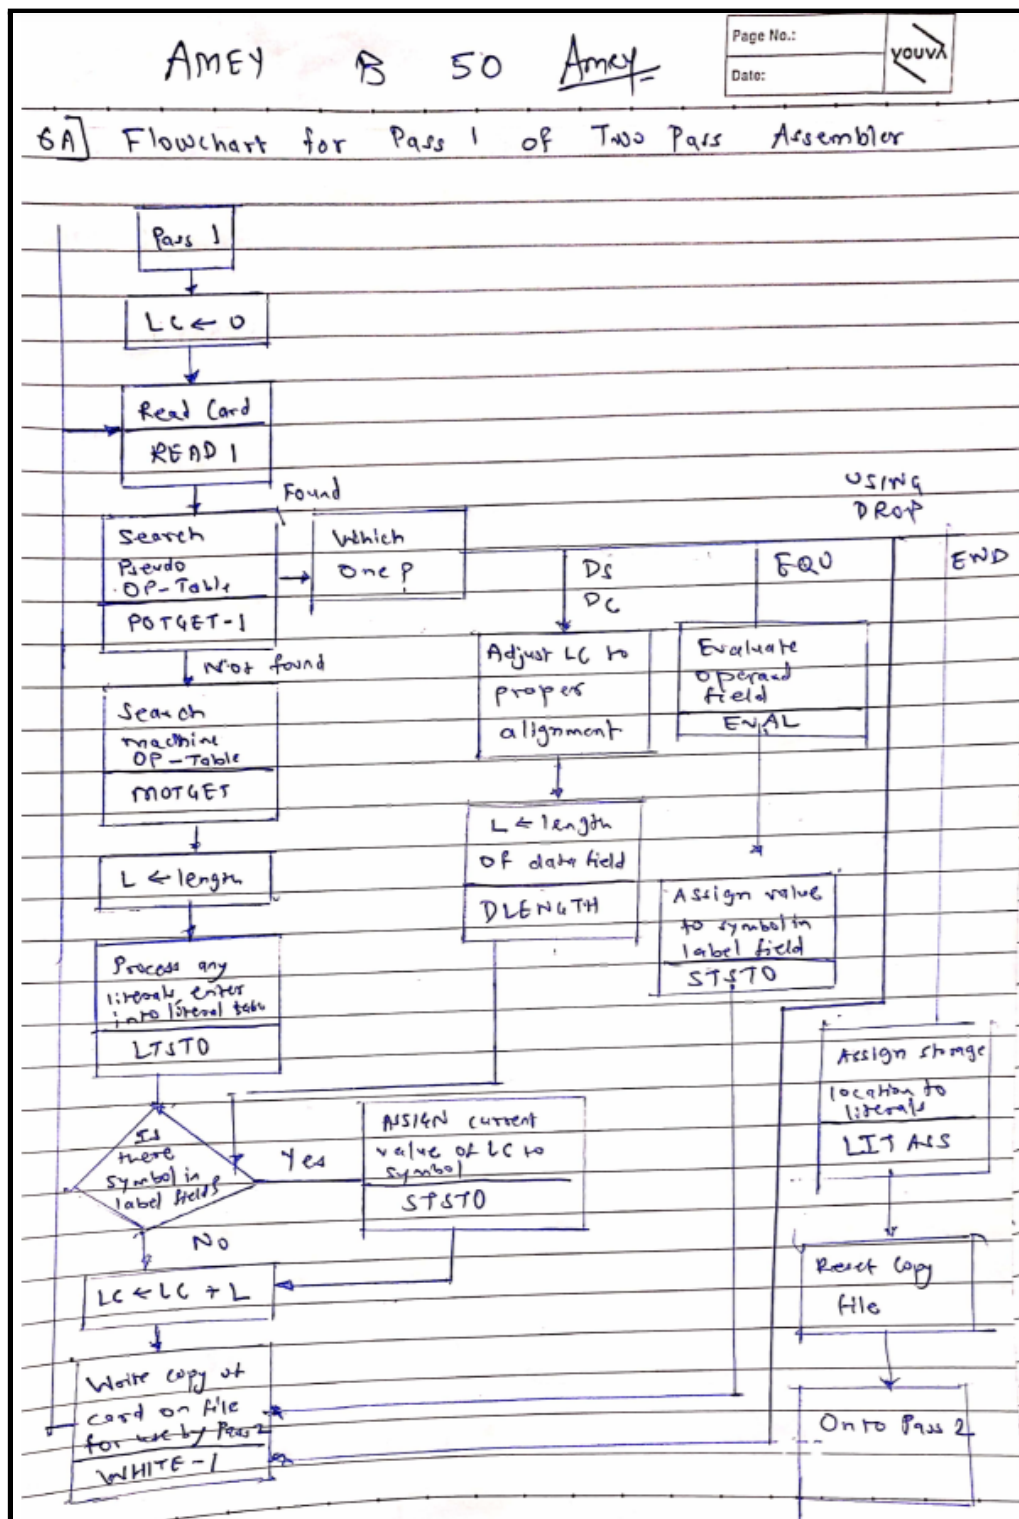 AMEY B 50 Amey
Page No.:
Date:
YOUVA
6A] Flowchart for Pass 1 of Two Pass Assembler
Pass 1
LC ← 0
Read Card
READ 1
Found
Search
Pseudo
OP-Table
POTGET-1
Which
one?
USING
DROP
DS
DC
EQU
END
Not found
Search
machine
OP-Table
MOTGET
Adjust LC to
proper
alignment
Evaluate
operand
field
EVAL
L ← length
L ← length
of data field
DLENGTH
Assign value
to symbol in
label field
STSTO
Process any
literals, enter
into literal
LTSTO
Assign storage
location to
literals
LITASS
Is
there
symbol in
label field?
Yes
ASSIGN current
value of LC to
symbol
STSTO
No
LC ← LC + L
Reset Copy
file
Write copy of
card on file
for use by Pass 2
WHITE-1
Onto Pass 2